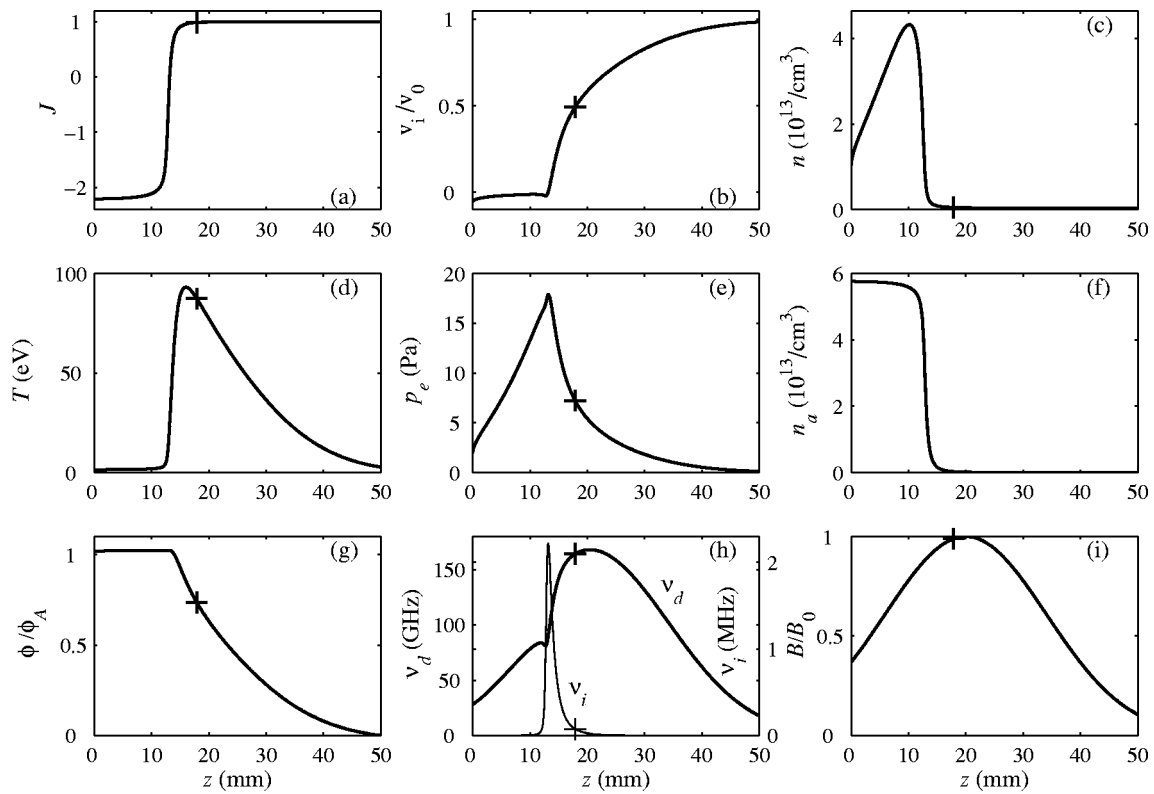 1
0
−1
−2
J
(a)
0 10 20 30 40 50
1
0.5
0
v_i/v_0
(b)
0 10 20 30 40 50
4
2
0
n (10^13/cm^3)
(c)
0 10 20 30 40 50
100
50
0
T (eV)
(d)
0 10 20 30 40 50
20
15
10
5
0
p_e (Pa)
(e)
0 10 20 30 40 50
6
4
2
0
n_a (10^13/cm^3)
(f)
0 10 20 30 40 50
1
0.5
0
ϕ/ϕ_A
(g)
0 10 20 30 40 50
z (mm)
150
100
50
0
ν_d (GHz)
(h)
ν_d
ν_i
2
1
0
ν_i (MHz)
0 10 20 30 40 50
z (mm)
1
0.5
0
B/B_0
(i)
0 10 20 30 40 50
z (mm)